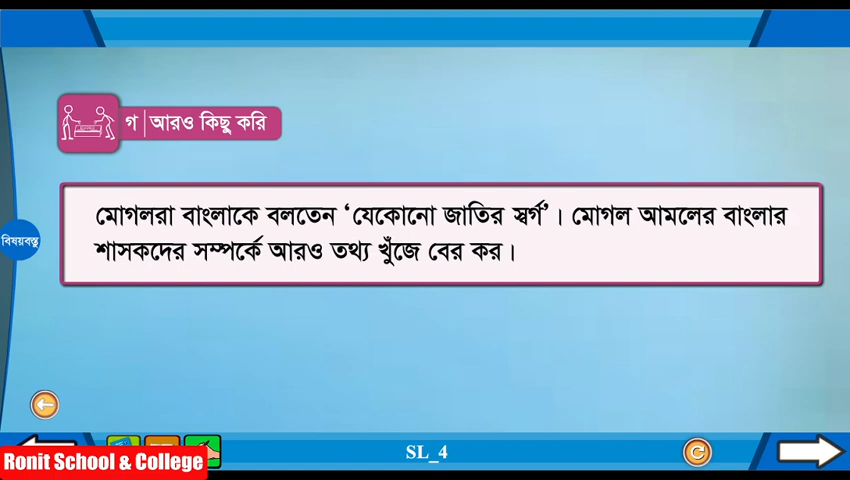 গ আরও কিছু করি
মোগলরা বাংলাকে বলতেন ‘যেকোনো জাতির স্বর্গ’। মোগল আমলের বাংলার
শাসকদের সম্পর্কে আরও তথ্য খুঁজে বের কর।
বিষয়বস্তু
SL_4
Ronit School & College